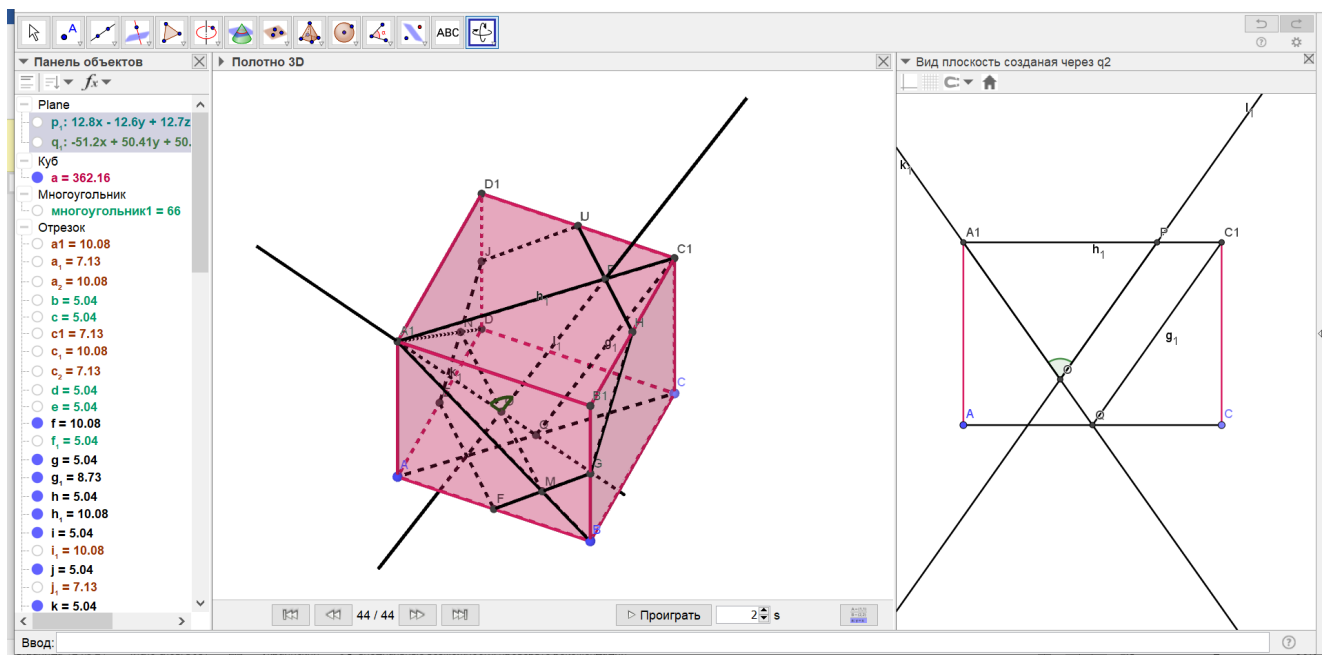 A
ABC
Панель объектов
Полотно 3D
Вид плоскость созданая через q2
fx
Plane
p₁: 12.8x - 12.6y + 12.7z
q₁: -51.2x + 50.41y + 50.
Куб
a = 362.16
Многоугольник
многоугольник1 = 66
Отрезок
a1 = 10.08
a₁ = 7.13
a₂ = 10.08
b = 5.04
c = 5.04
c1 = 7.13
c₁ = 10.08
c₂ = 7.13
d = 5.04
e = 5.04
f = 10.08
f₁ = 5.04
g = 5.04
g₁ = 8.73
h = 5.04
h₁ = 10.08
i = 5.04
i₁ = 10.08
j = 5.04
j₁ = 7.13
k = 5.04
D1
C1
J
P
h₁
H
N
D
A1
l₁
g₁
k₁
C
B1
Q
A
G
M
F
B
l₁
k₁
A1
P
C1
h₁
g₁
A
Q
C
44 / 44
Проиграть
2
s
Ввод: